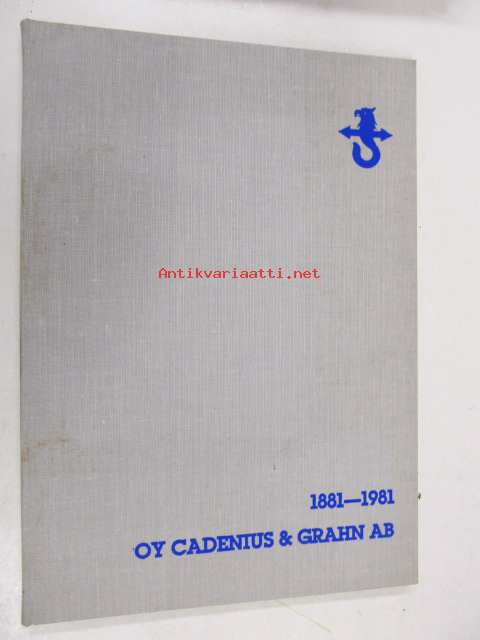 Antikvariaatti.net
1881—1981
OY CADENIUS & GRAHN AB